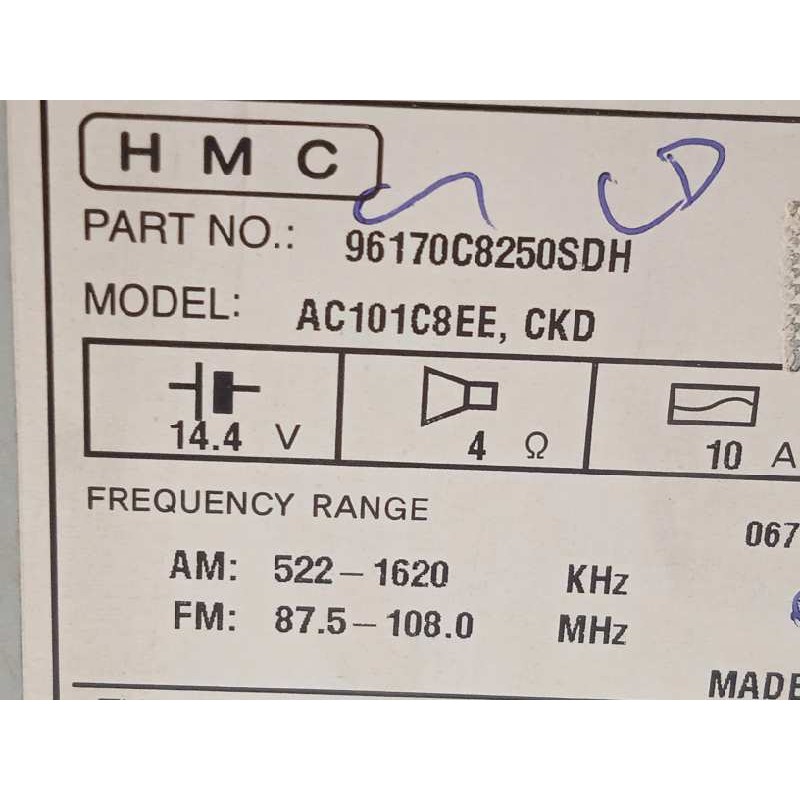 HMC
PART NO.: 96170C8250SDH
MODEL: AC101C8EE, CKD
14.4 V 4 Ω 10 A
FREQUENCY RANGE
067
AM: 522-1620 KHz
FM: 87.5-108.0 MHz
MADE